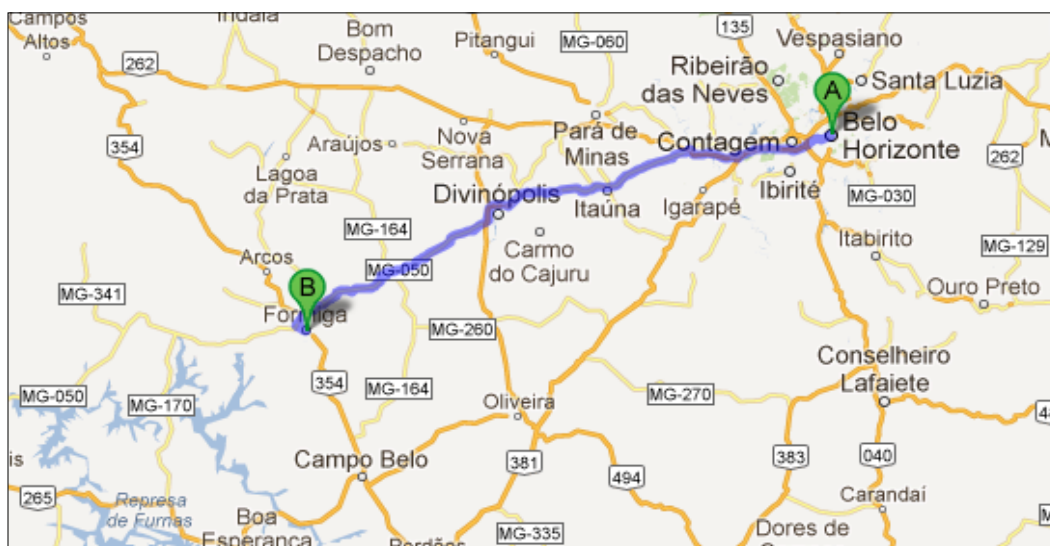 Campos
Altos
Bom
Despacho
Pitangui
MG-060
135
Vespasiano
262
Ribeirão
das Neves
Santa Luzia
A
354
Araújos
Nova
Serrana
Pará de
Minas
Contagem
Belo
Horizonte
Lagoa
da Prata
Divinópolis
Itaúna
Igarapé
Ibirité
262
MG-030
MG-164
Carmo
do Cajuru
Itabirito
MG-129
Arcos
MG-050
MG-341
B
Formiga
Ouro Preto
MG-260
MG-050
MG-170
354
MG-164
Oliveira
MG-270
Conselheiro
Lafaiete
Campo Belo
381
494
383
040
265
Represa
de Furnas
Boa
Esperança
MG-335
Carandaí
Dores de